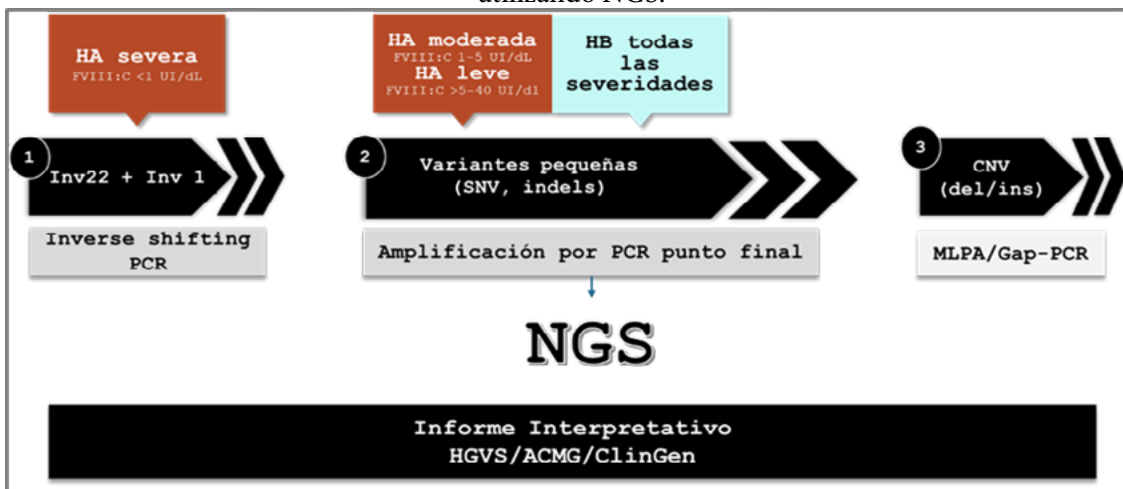 utilizando NGS.
HA severa
FVIII:C <1 UI/dL
HA moderada
FVIII:C 1-5 UI/dL
HA leve
FVIII:C >5-40 UI/dl
HB todas
las
severidades
1
Inv22 + Inv 1
2
Variantes pequeñas
(SNV, indels)
3
CNV
(del/ins)
Inverse shifting
PCR
Amplificación por PCR punto final
MLPA/Gap-PCR
NGS
Informe Interpretativo
HGVS/ACMG/ClinGen